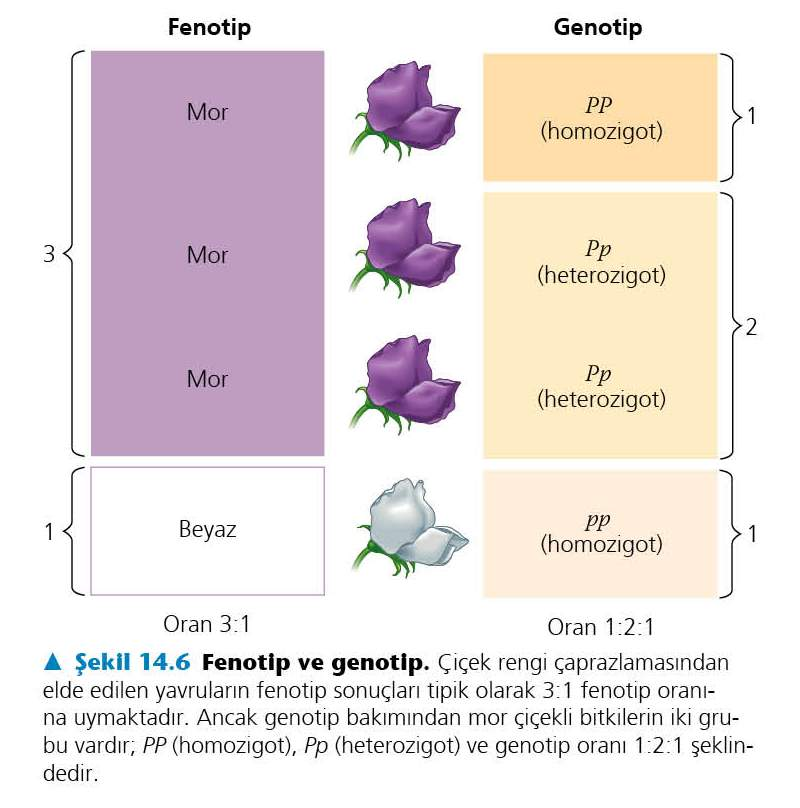 Fenotip
Genotip
3
Mor
PP
(homozigot)
1
Mor
Pp
(heterozigot)
2
Mor
Pp
(heterozigot)
1
Beyaz
pp
(homozigot)
1
Oran 3:1
Oran 1:2:1
▲ Şekil 14.6 Fenotip ve genotip. Çiçek rengi çaprazlamasından
elde edilen yavruların fenotip sonuçları tipik olarak 3:1 fenotip oranı-
na uymaktadır. Ancak genotip bakımından mor çiçekli bitkilerin iki gru-
bu vardır; PP (homozigot), Pp (heterozigot) ve genotip oranı 1:2:1 şeklin-
dedir.